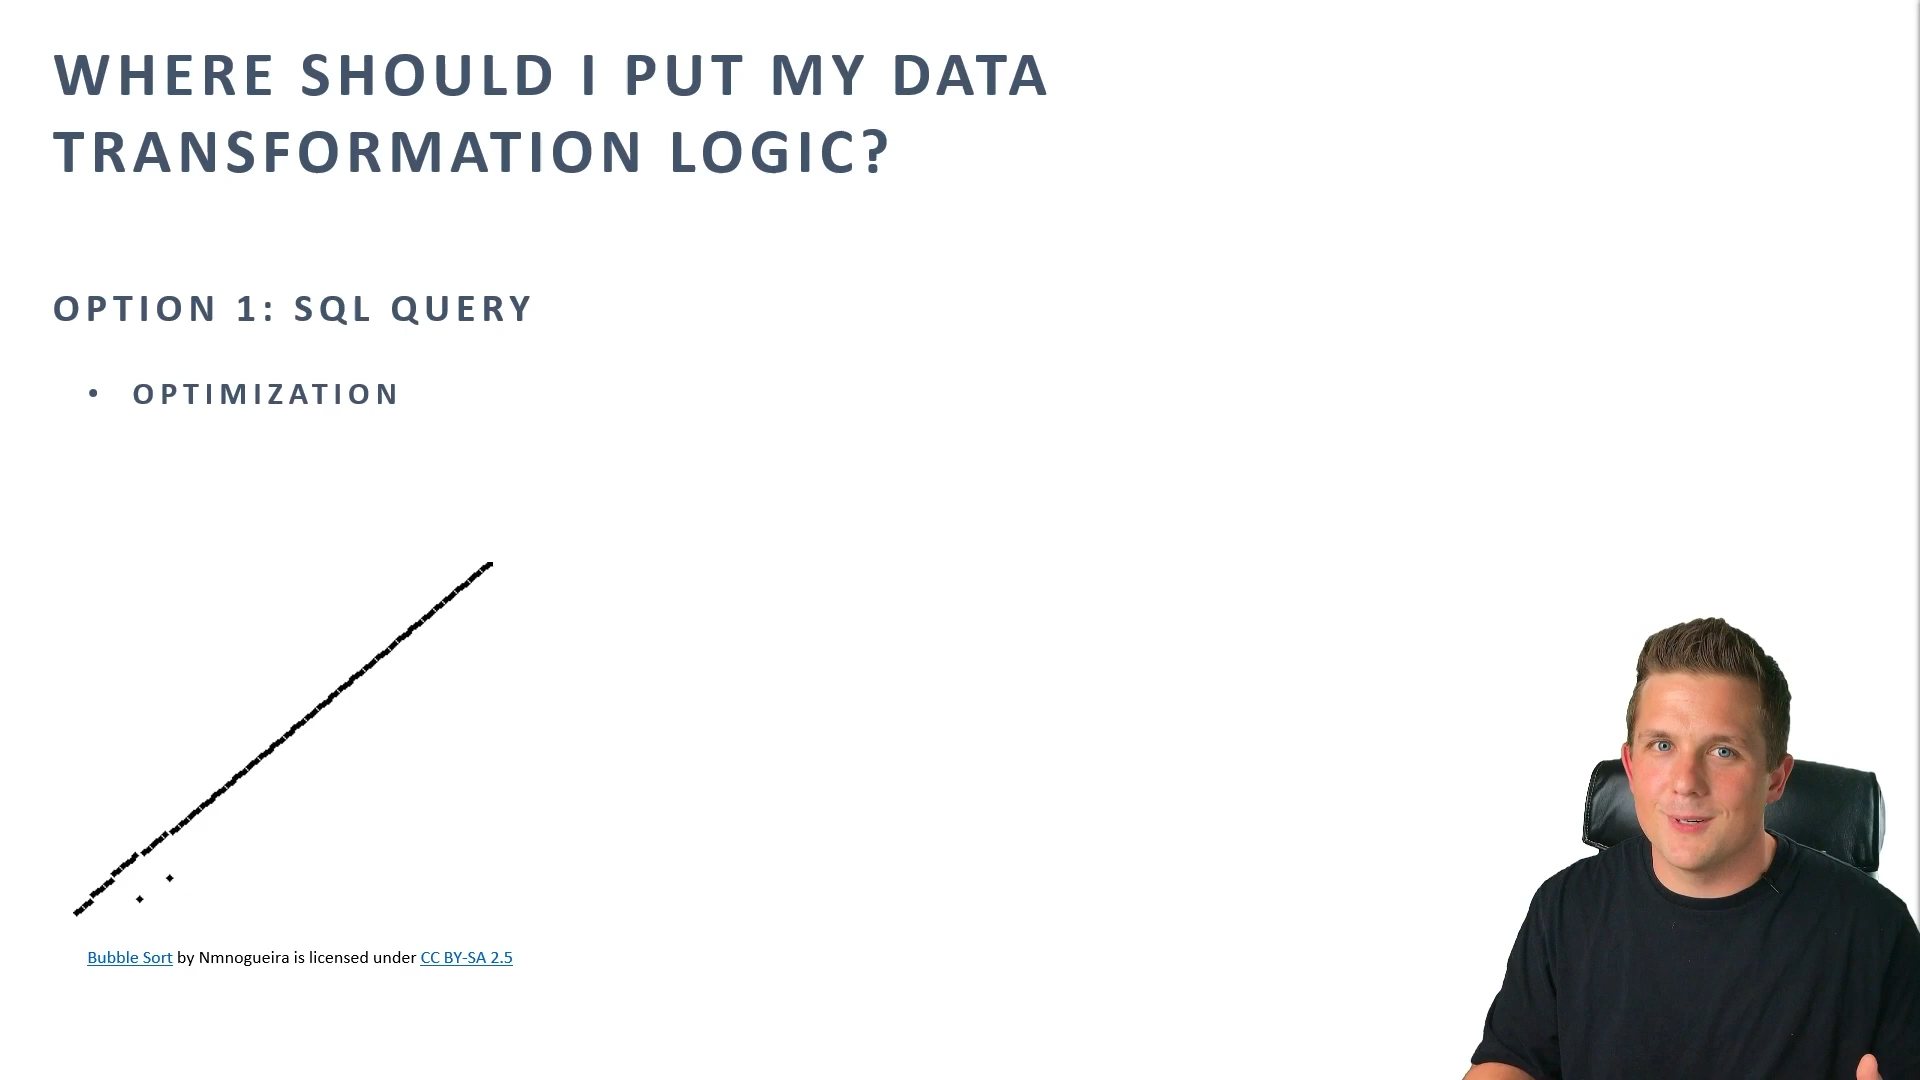 WHERE SHOULD I PUT MY DATA
TRANSFORMATION LOGIC?
OPTION 1: SQL QUERY
• OPTIMIZATION
Bubble Sort by Nmnogueira is licensed under CC BY-SA 2.5